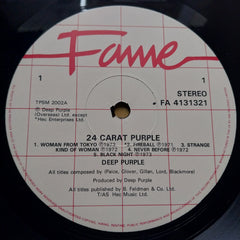 Fame
1
1
STEREO
TPSM 2002A
FA 4131321
℗ Deep Purple
(Overseas) Ltd. except
*Hec Enterprises Ltd.
24 CARAT PURPLE
1. WOMAN FROM TOKYO ℗1973 *2. FIREBALL ℗1971 3. STRANGE
KIND OF WOMAN ℗1972 4. NEVER BEFORE ℗1972
5. BLACK NIGHT ℗1973
DEEP PURPLE
All titles composed by (Paice, Glover, Gillan, Lord, Blackmore)
Produced by Deep Purple
All titles published by B. Feldman & Co. Ltd.
T/AS Hec Music Ltd.